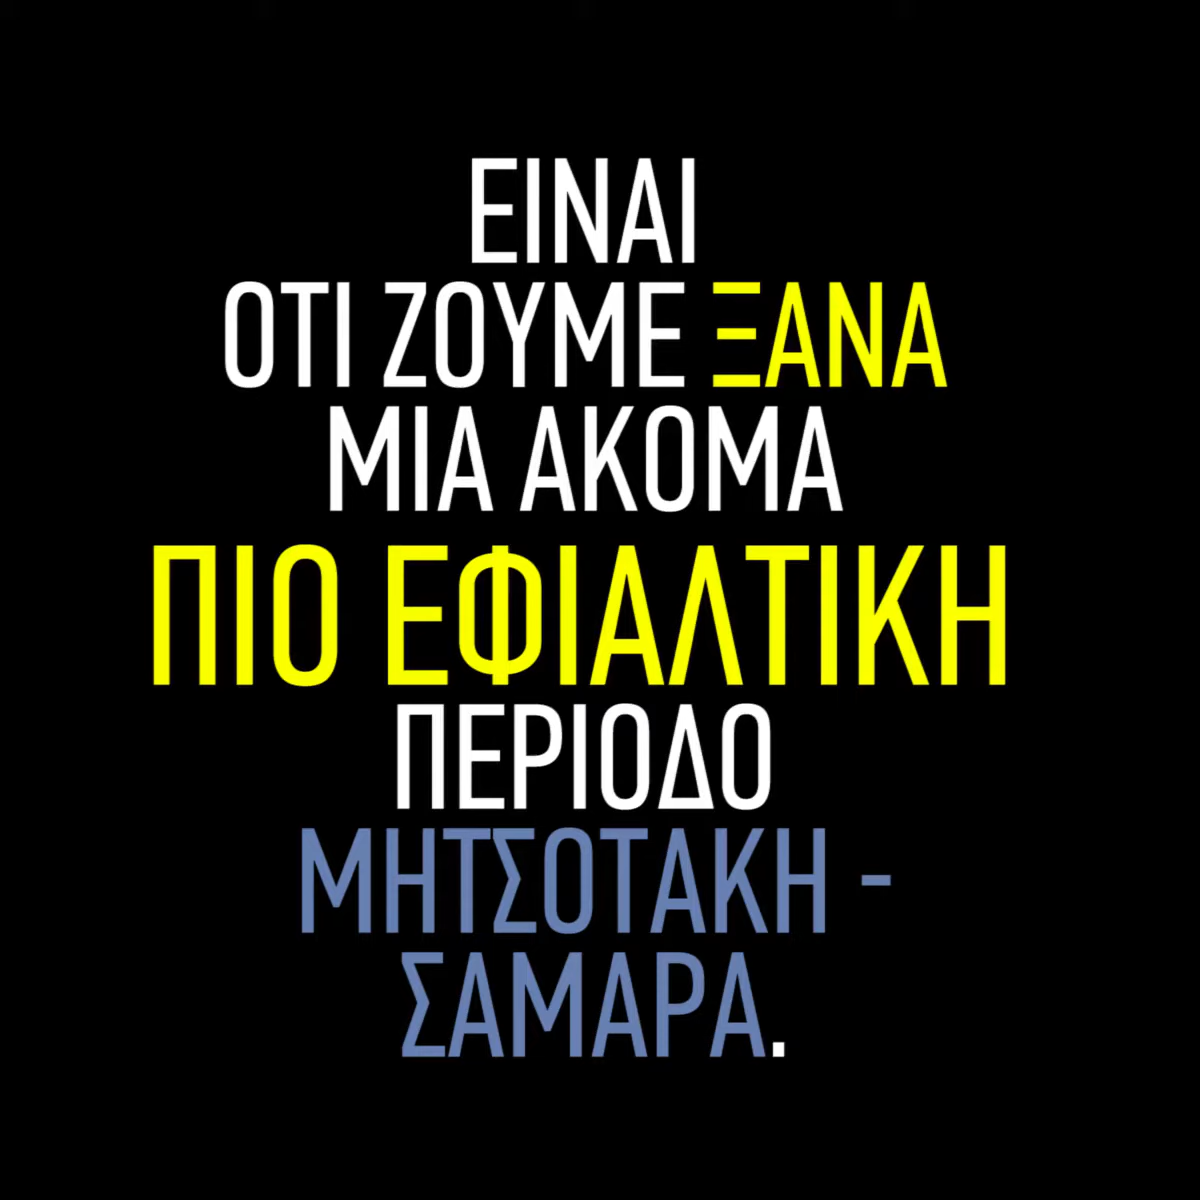 ΕΙΝΑΙ
ΟΤΙ ΖΟΥΜΕ ΞΑΝΑ
ΜΙΑ ΑΚΟΜΑ
ΠΙΟ ΕΦΙΑΛΤΙΚΗ
ΠΕΡΙΟΔΟ
ΜΗΤΣΟΤΑΚΗ -
ΣΑΜΑΡΑ.